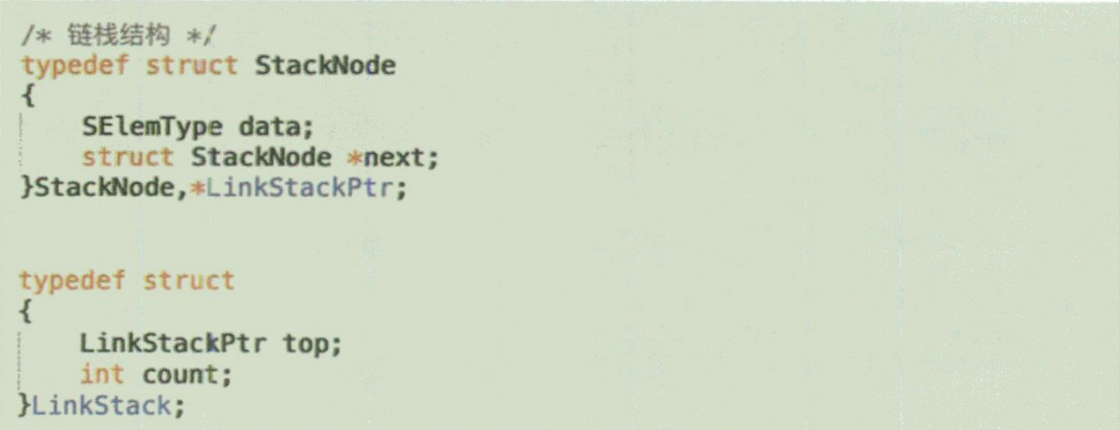 /* 链栈结构 */
typedef struct StackNode
{
    SElemType data;
    struct StackNode *next;
}StackNode,*LinkStackPtr;
typedef struct
{
    LinkStackPtr top;
    int count;
}LinkStack;